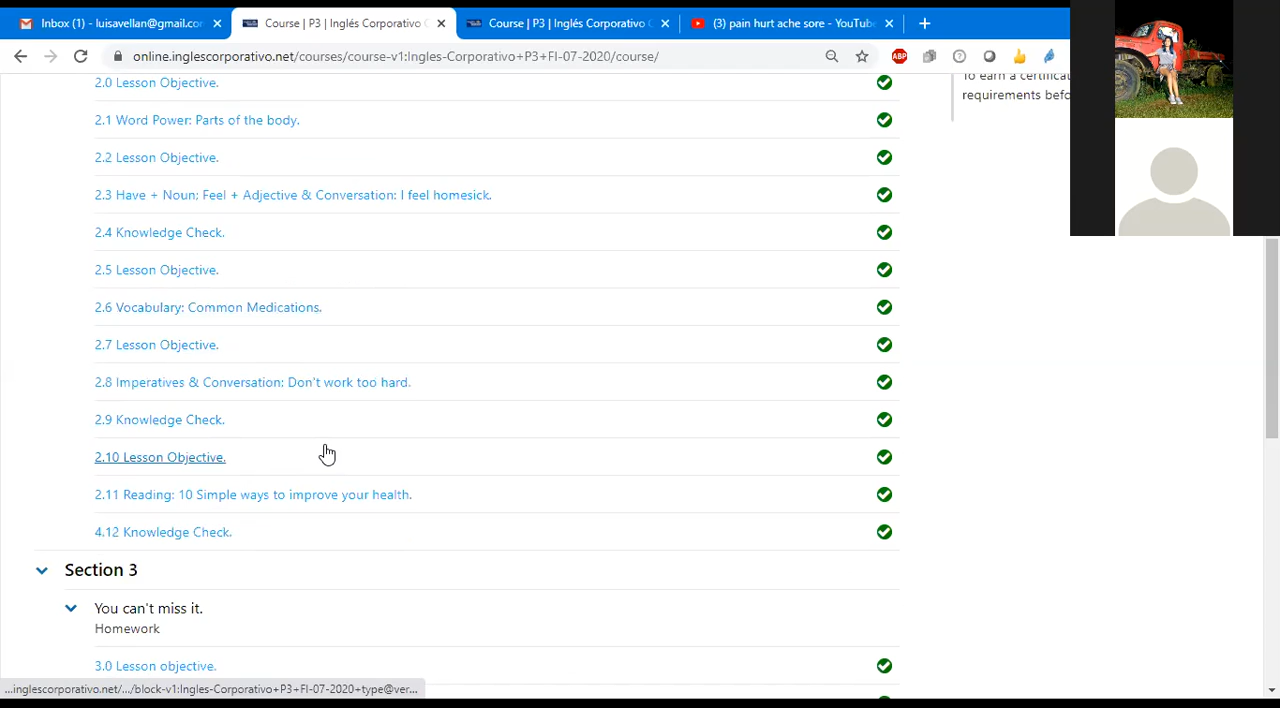 Inbox (1) - luisavellan@gmail.co
Course | P3 | Inglés Corporativo
Course | P3 | Inglés Corporativo
(3) pain hurt ache sore - YouTube
online.inglescorporativo.net/courses/course-v1:Ingles-Corporativo+P3+FI-07-2020/course/
ABP
2.0 Lesson Objective.
To earn a certificat
requirements befo
2.1 Word Power: Parts of the body.
2.2 Lesson Objective.
2.3 Have + Noun; Feel + Adjective & Conversation: I feel homesick.
2.4 Knowledge Check.
2.5 Lesson Objective.
2.6 Vocabulary: Common Medications.
2.7 Lesson Objective.
2.8 Imperatives & Conversation: Don't work too hard.
2.9 Knowledge Check.
2.10 Lesson Objective.
2.11 Reading: 10 Simple ways to improve your health.
4.12 Knowledge Check.
Section 3
You can't miss it.
Homework
3.0 Lesson objective.
...inglescorporativo.net/.../block-v1:Ingles-Corporativo+P3+FI-07-2020+type@ver...